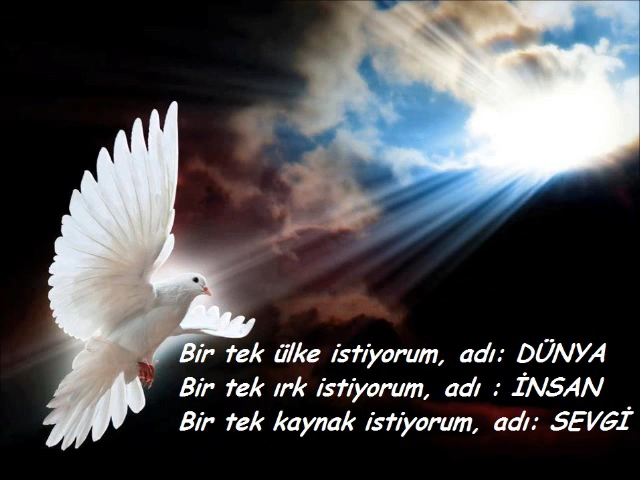 Bir tek ülke istiyorum, adı: DÜNYA
Bir tek ırk istiyorum, adı : İNSAN
Bir tek kaynak istiyorum, adı: SEVGİ